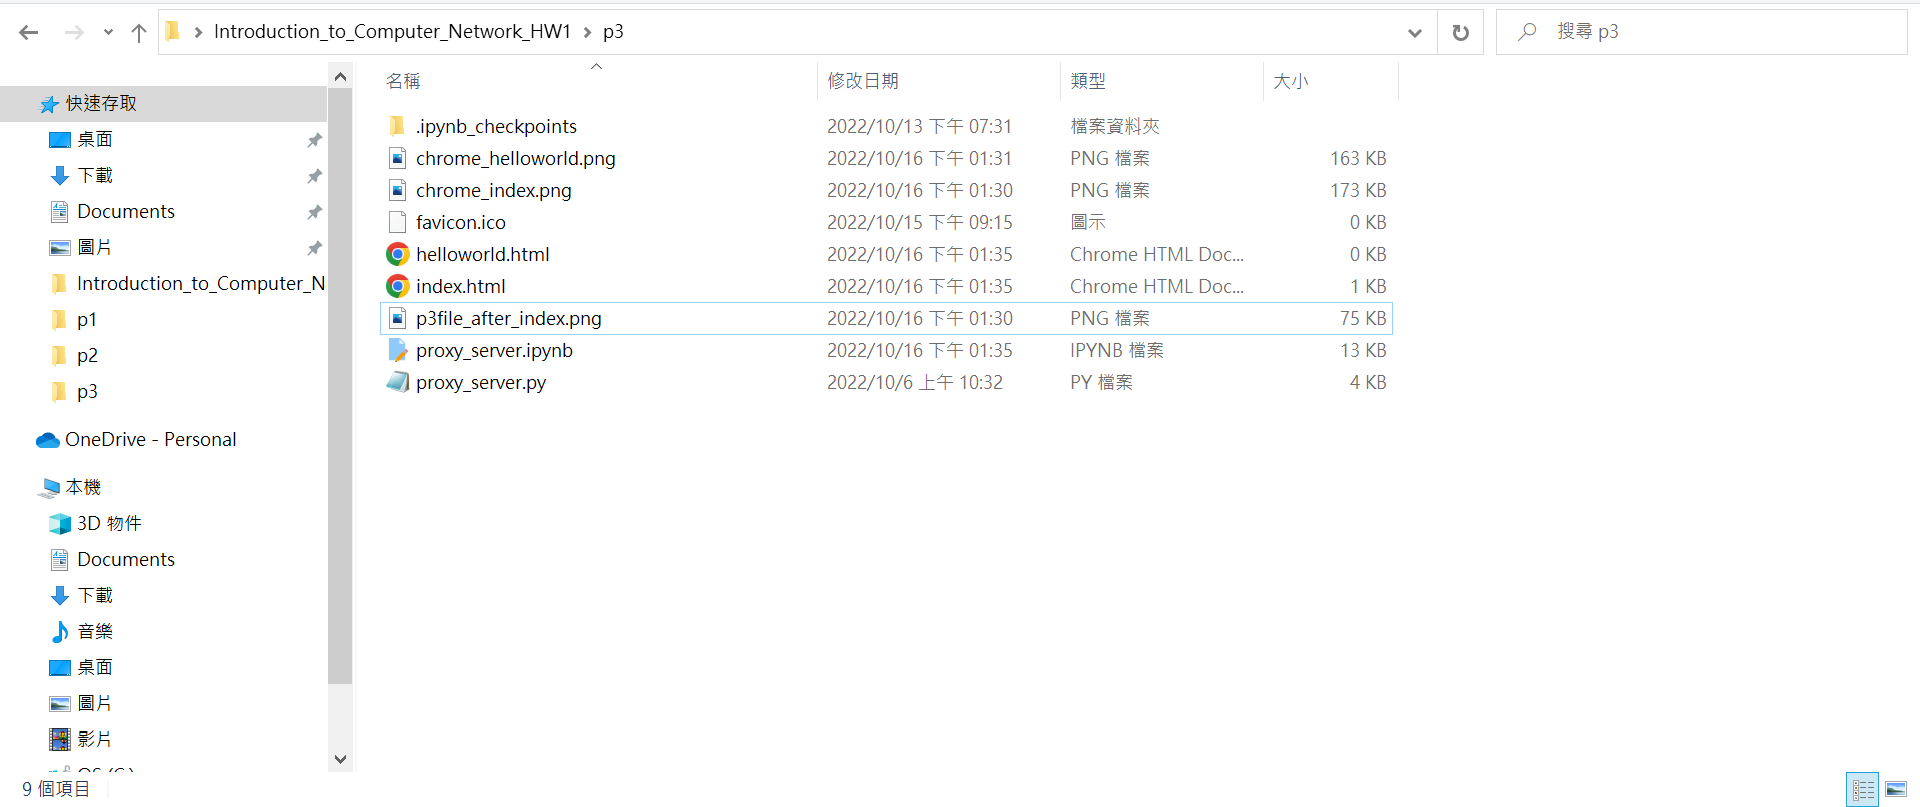 Introduction_to_Computer_Network_HW1 > p3
搜尋 p3
名稱 修改日期 類型 大小
快速存取
桌面
下載
Documents
圖片
Introduction_to_Computer_N
p1
p2
p3
OneDrive - Personal
本機
3D 物件
Documents
下載
音樂
桌面
圖片
影片
.ipynb_checkpoints 2022/10/13 下午 07:31 檔案資料夾
chrome_helloworld.png 2022/10/16 下午 01:31 PNG 檔案 163 KB
chrome_index.png 2022/10/16 下午 01:30 PNG 檔案 173 KB
favicon.ico 2022/10/15 下午 09:15 圖示 0 KB
helloworld.html 2022/10/16 下午 01:35 Chrome HTML Doc... 0 KB
index.html 2022/10/16 下午 01:35 Chrome HTML Doc... 1 KB
p3file_after_index.png 2022/10/16 下午 01:30 PNG 檔案 75 KB
proxy_server.ipynb 2022/10/16 下午 01:35 IPYNB 檔案 13 KB
proxy_server.py 2022/10/6 上午 10:32 PY 檔案 4 KB
9 個項目